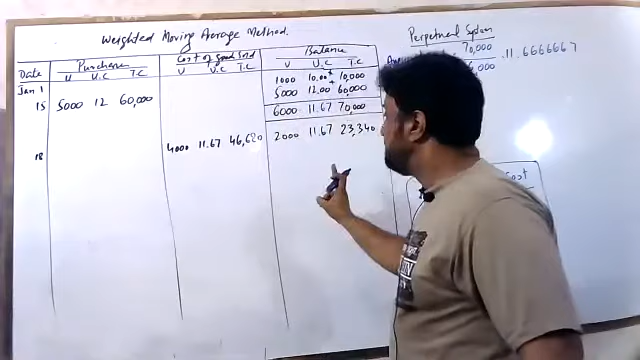 Weighted Moving Average Method.
Perpetual System
Date Purchases Cost of good sold Balance
U U.C T.C U U.C T.C U U.C T.C
Jan 1 1000 10.00 10,000
15 5000 12 60,000 5000 12.00 60,000
6000 11.67 70,000
18 4000 11.67 46,680 2000 11.67 23,340
70,000
6,000 11.6666667
Cost